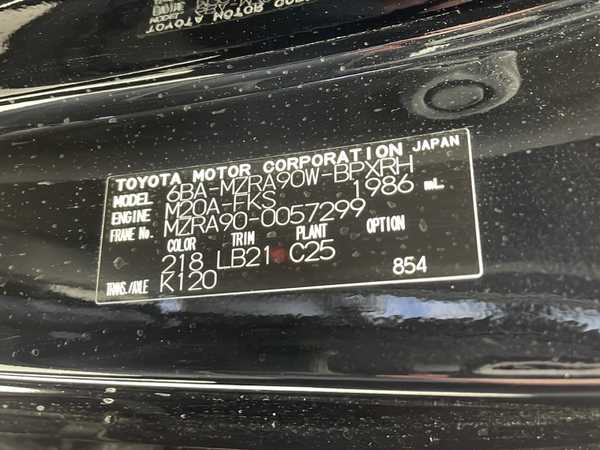 TOYOTA MOTOR CORPORATION JAPAN
MODEL 6BA-MZRA90W-BPXRH
ENGINE M20A-FKS 1986 mL.
FRAME No. MZRA90-0057299
COLOR TRIM PLANT OPTION
218 LB21 C25
TRANS./AXLE K120 854